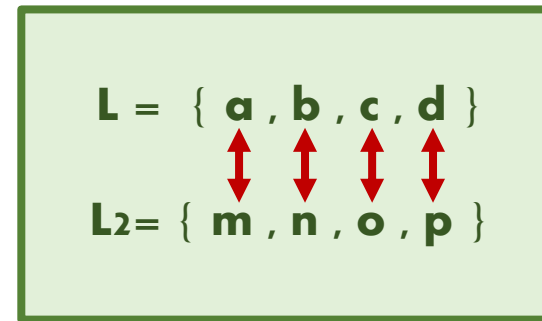 L = { a , b , c , d }
L2= { m , n , o , p }